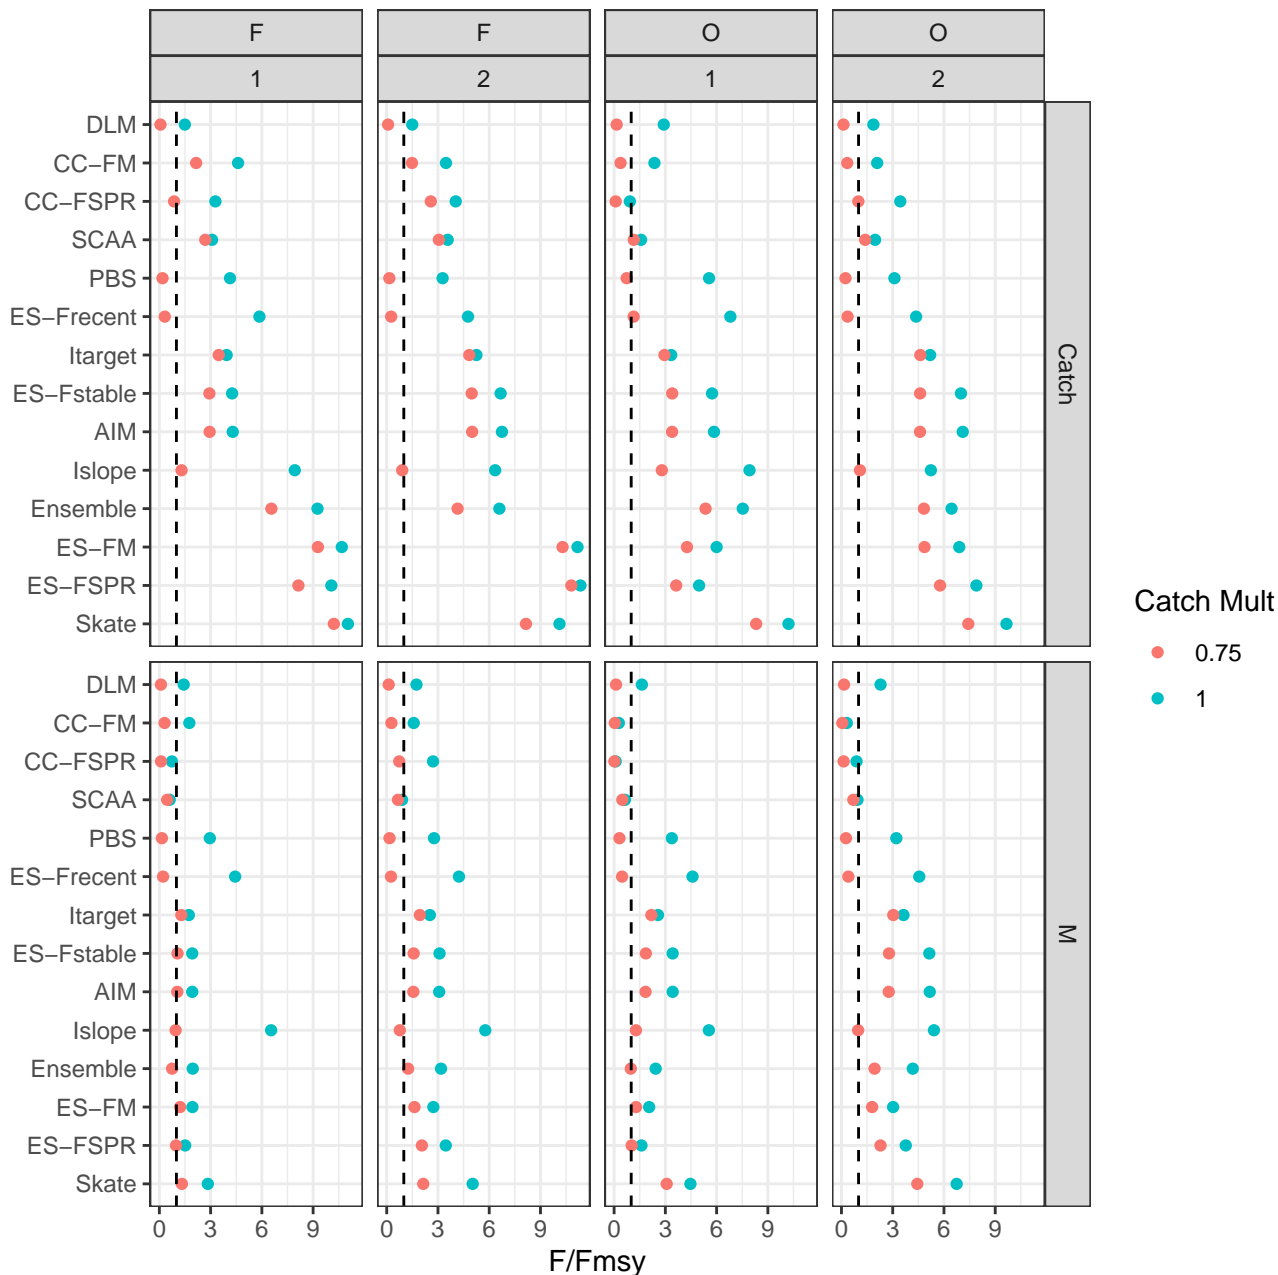 F F O O
1 2 1 2
DLM
CC−FM
CC−FSPR
SCAA
PBS
ES−Frecent
Itarget
ES−Fstable
AIM
Islope
Ensemble
ES−FM
ES−FSPR
Skate
Catch
DLM
CC−FM
CC−FSPR
SCAA
PBS
ES−Frecent
Itarget
ES−Fstable
AIM
Islope
Ensemble
ES−FM
ES−FSPR
Skate
M
0 3 6 9 0 3 6 9 0 3 6 9 0 3 6 9
F/Fmsy
Catch Mult
0.75
1